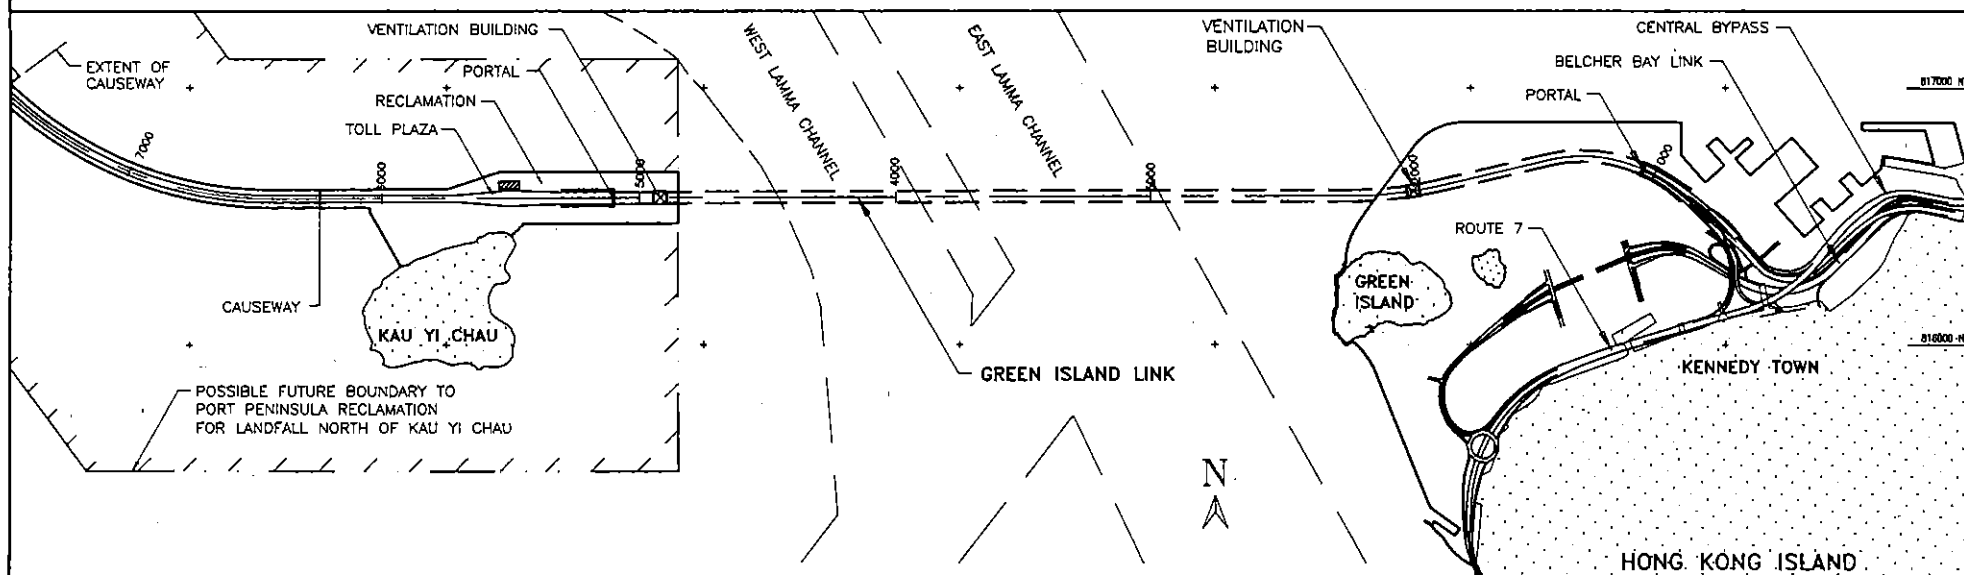 VENTILATION BUILDING
EXTENT OF
CAUSEWAY
PORTAL
RECLAMATION
TOLL PLAZA
7000
6000
5000
CAUSEWAY
KAU YI CHAU
POSSIBLE FUTURE BOUNDARY TO
PORT PENINSULA RECLAMATION
FOR LANDFALL NORTH OF KAU YI CHAU
WEST LAMMA CHANNEL
EAST LAMMA CHANNEL
4000
GREEN ISLAND LINK
N
VENTILATION
BUILDING
CENTRAL BYPASS
BELCHER BAY LINK
PORTAL
817000 N
2000
000
ROUTE 7
GREEN
ISLAND
816000 N
KENNEDY TOWN
HONG KONG ISLAND